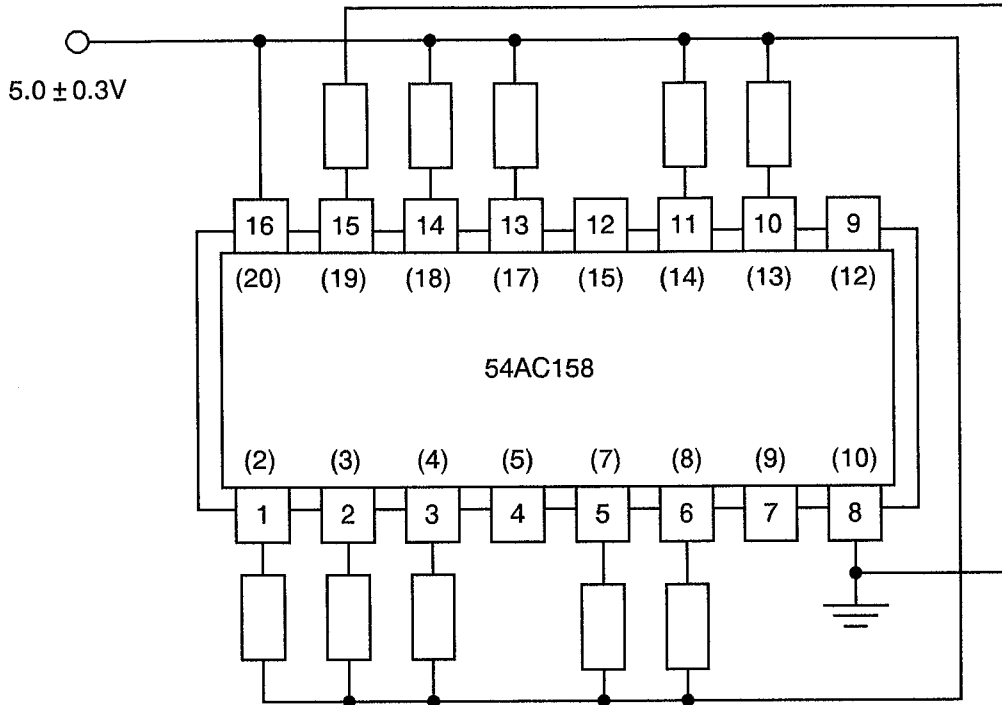 5.0 ± 0.3V
16 15 14 13 12 11 10 9
(20) (19) (18) (17) (15) (14) (13) (12)
54AC158
(2) (3) (4) (5) (7) (8) (9) (10)
1 2 3 4 5 6 7 8